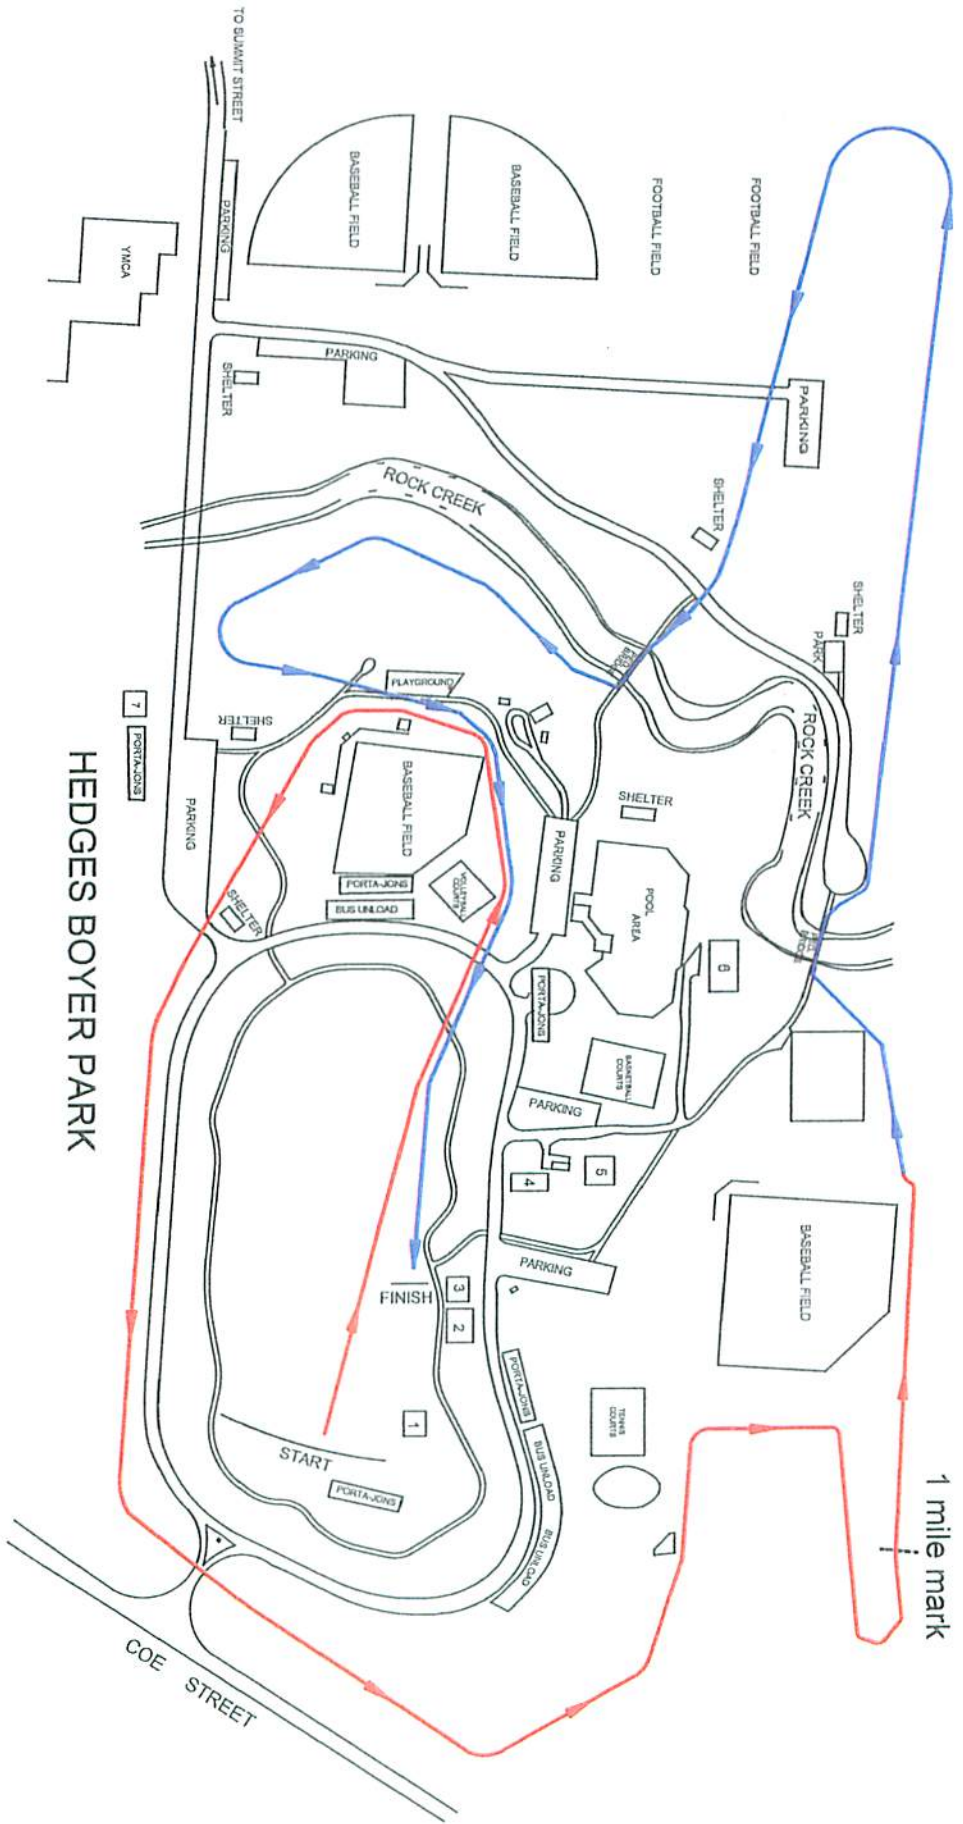 TO SUMMIT STREET
PARKING
YMCA
BASEBALL FIELD
BASEBALL FIELD
FOOTBALL FIELD
FOOTBALL FIELD
PARKING
SHELTER
PARKING
SHELTER
ROCK CREEK
SHELTER
PARK
ROCK CREEK
PLAYGROUND
SHELTER
7
PORTA-JONS
PARKING
SHELTER
BASEBALL FIELD
PORTA-JONS
BUS UNLOAD
VOLLEYBALL
COURTS
PARKING
SHELTER
POOL
AREA
6
PORTA-JONS
BASKETBALL
COURTS
PARKING
4
5
PARKING
BASEBALL FIELD
FINISH
3
2
1
START
PORTA-JONS
PORTA-JONS
BUS UNLOAD
BUS UNLOAD
TENNIS
COURTS
1 mile mark
COE STREET
HEDGES BOYER PARK